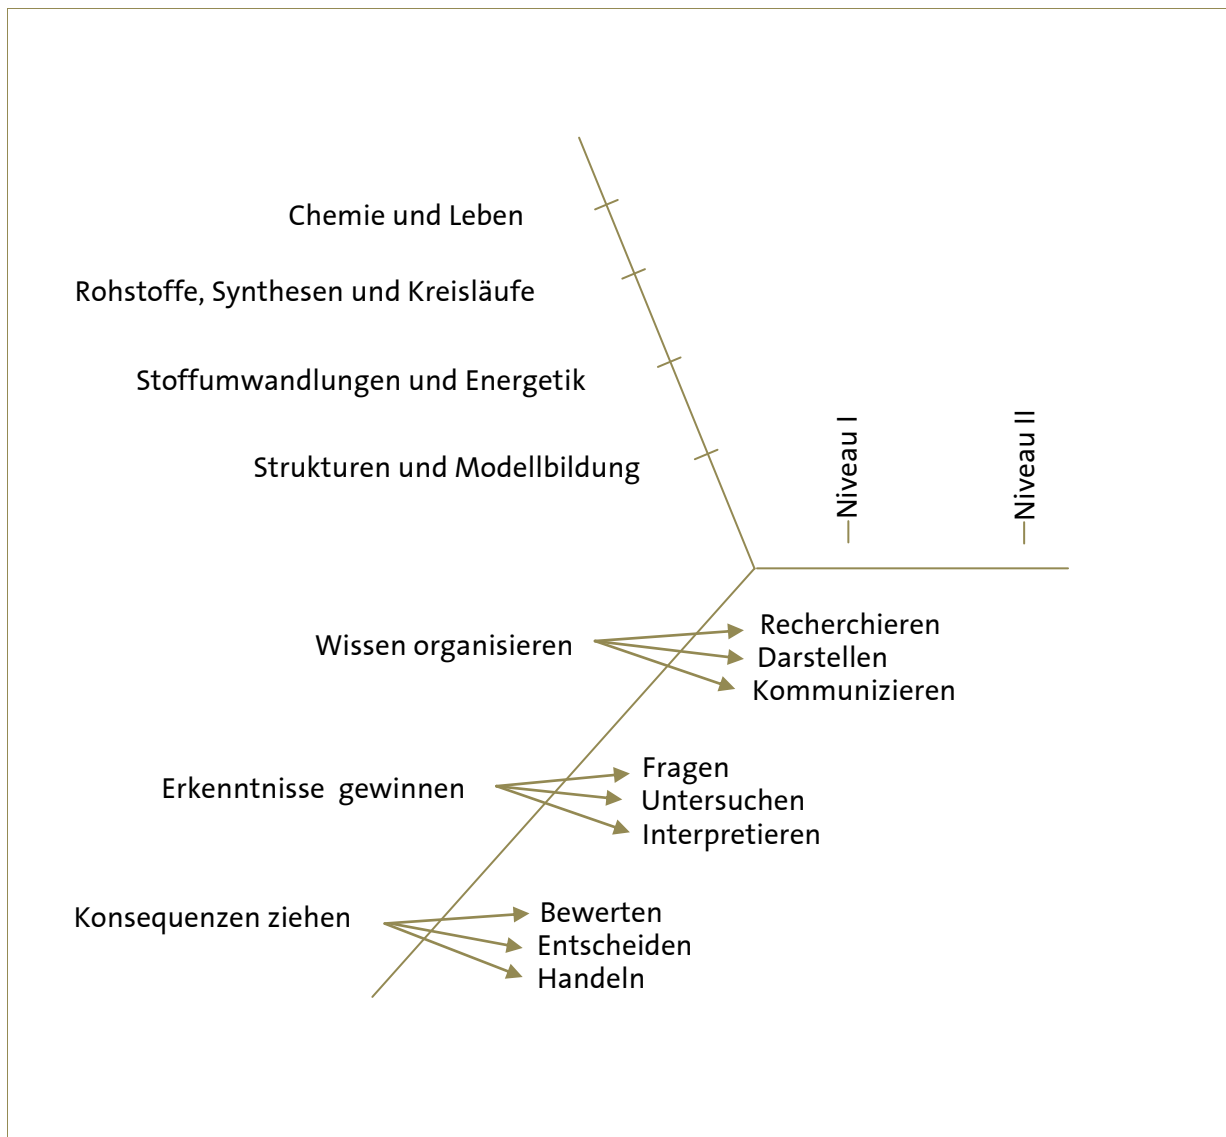 Chemie und Leben
Rohstoffe, Synthesen und Kreisläufe
Stoffumwandlungen und Energetik
Strukturen und Modellbildung
Niveau I
Niveau II
Wissen organisieren
Recherchieren
Darstellen
Kommunizieren
Erkenntnisse gewinnen
Fragen
Untersuchen
Interpretieren
Konsequenzen ziehen
Bewerten
Entscheiden
Handeln